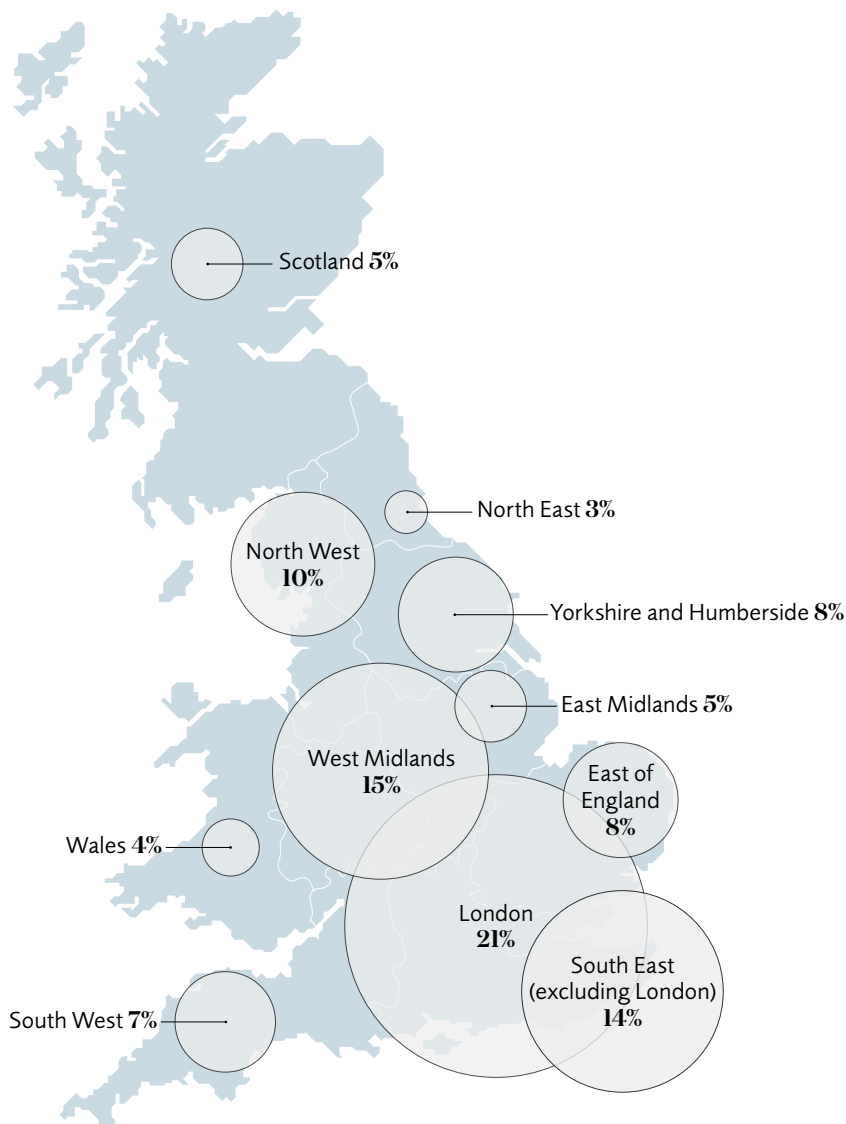 Scotland 5%
North East 3%
North West
10%
Yorkshire and Humberside 8%
East Midlands 5%
West Midlands
15%
East of
England
8%
Wales 4%
London
21%
South East
(excluding London)
14%
South West 7%